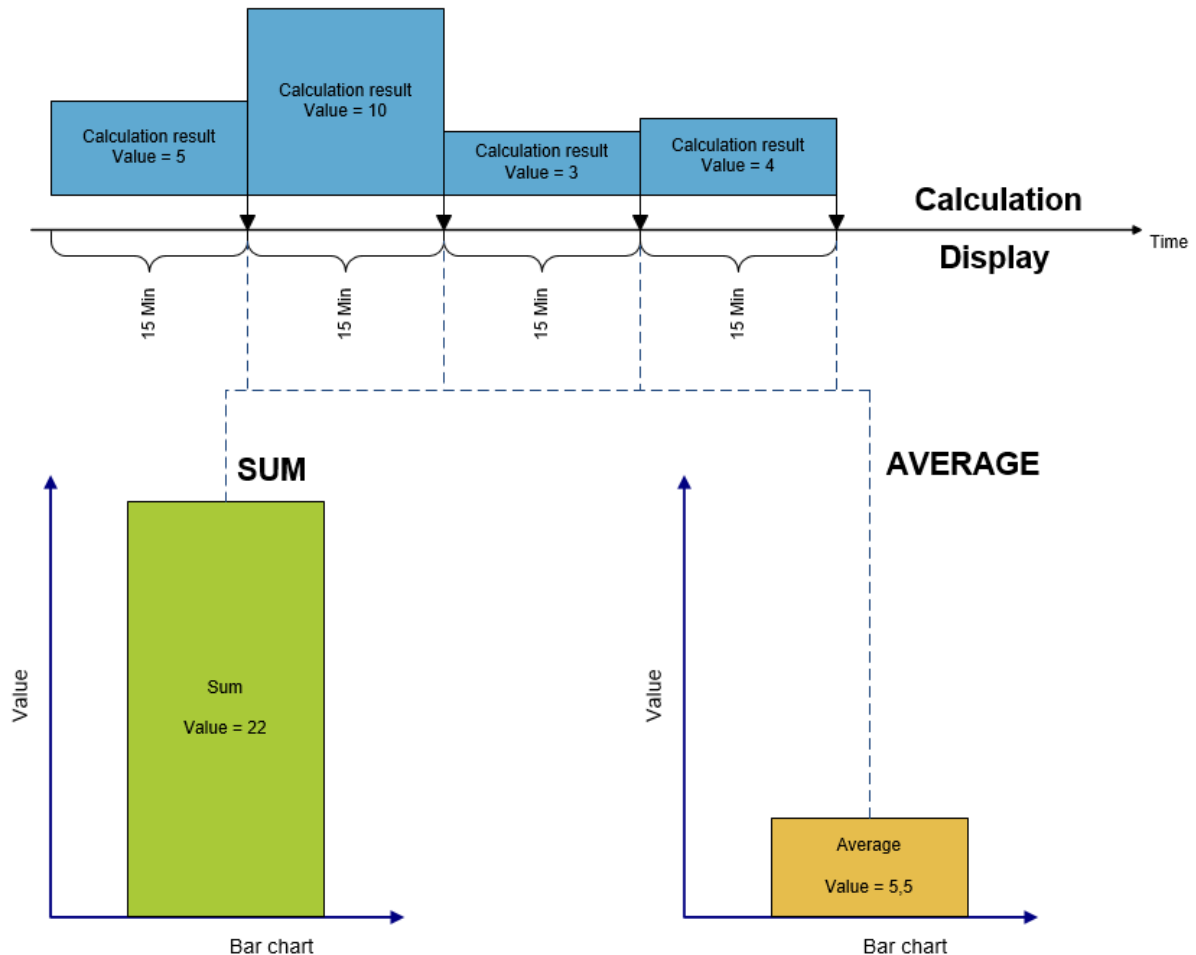 Calculation result
Value = 5
Calculation result
Value = 10
Calculation result
Value = 3
Calculation result
Value = 4
Calculation
Time
Display
15 Min
15 Min
15 Min
15 Min
SUM
AVERAGE
Value
Sum
Value = 22
Bar chart
Value
Average
Value = 5,5
Bar chart